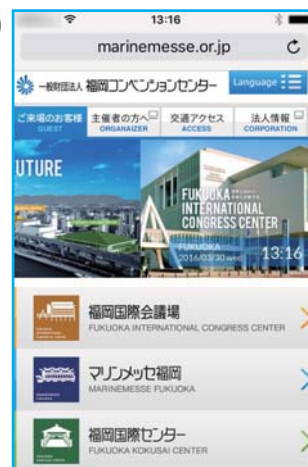 13:16
marinemesse.or.jp
一般財団法人 福岡コンベンションセンター
Language
ご来場のお客様 主催者の方へ 交通アクセス 法人情報
GUEST ORGANAIZER ACCESS CORPORATION
UTURE
FUKUOKA
INTERNATIONAL
CONGRESS CENTER
FUKUOKA
2016/03/30 wed 13:16
福岡国際会議場
FUKUOKA INTERNATIONAL CONGRESS CENTER
マリンメッセ福岡
MARINEMESSE FUKUOKA
福岡国際センター
FUKUOKA KOKUSAI CENTER